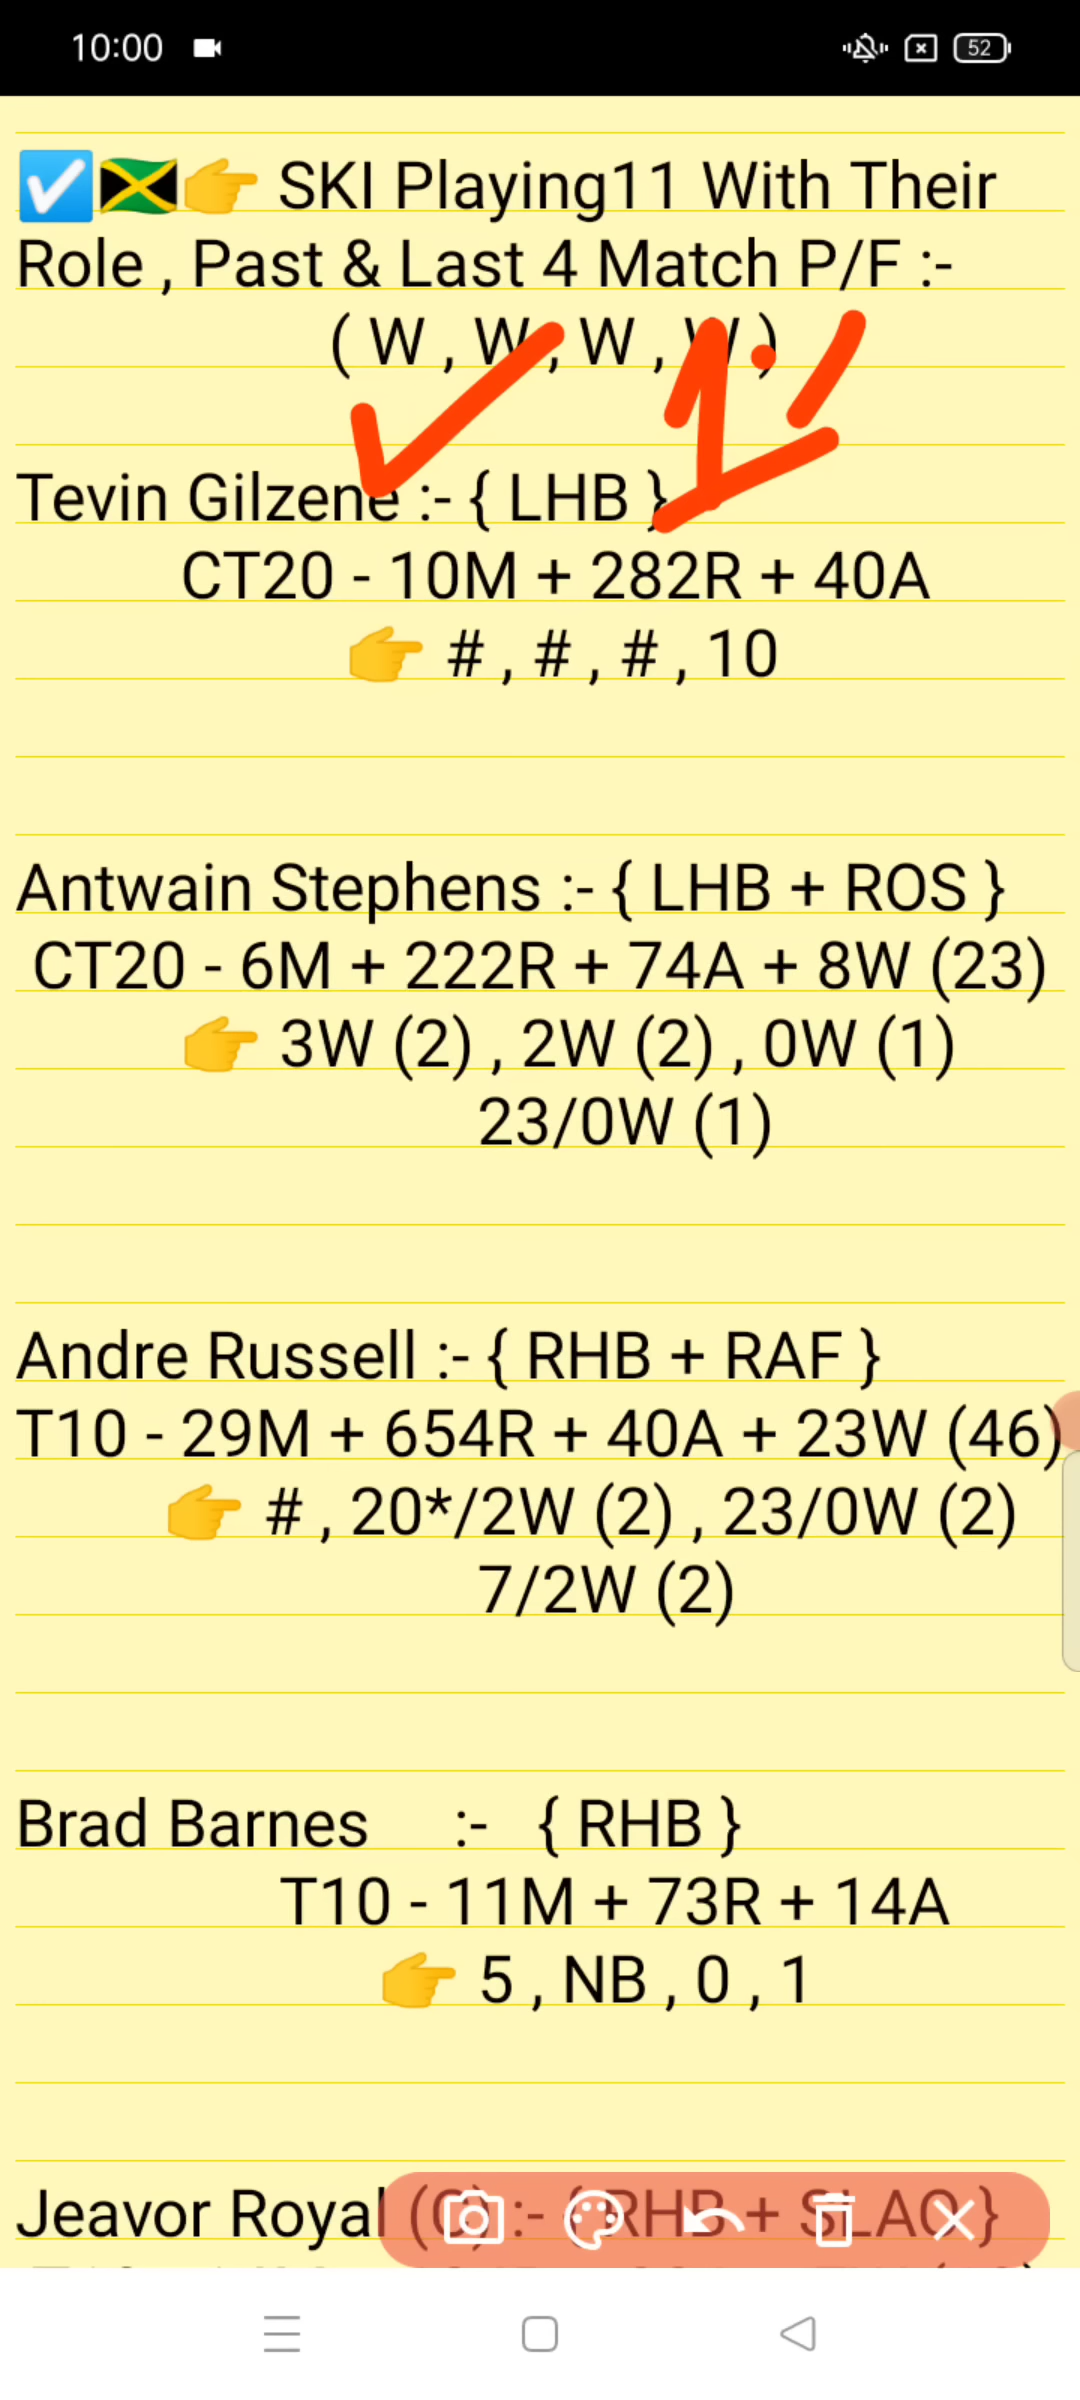 10:00
52
☑️🇯🇲👉 SKI Playing11 With Their
Role , Past & Last 4 Match P/F :-
( W , W , W , W )
1
Tevin Gilzene :- { LHB }
CT20 - 10M + 282R + 40A
👉 # , # , # , 10
Antwain Stephens :- { LHB + ROS }
CT20 - 6M + 222R + 74A + 8W (23)
👉 3W (2) , 2W (2) , 0W (1)
23/0W (1)
Andre Russell :- { RHB + RAF }
T10 - 29M + 654R + 40A + 23W (46)
👉 # , 20*/2W (2) , 23/0W (2)
7/2W (2)
Brad Barnes :- { RHB }
T10 - 11M + 73R + 14A
👉 5 , NB , 0 , 1
Jeavor Royal (C) :- { RHB + SLAO }